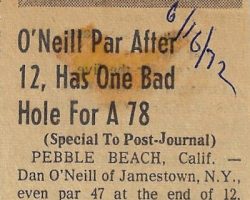 6/16/72
O'Neill Par After
12, Has One Bad
Hole For A 78
(Special To Post-Journal)
PEBBLE BEACH, Calif. —
Dan O'Neill of Jamestown, N.Y.,
even par 47 at the end of 12,